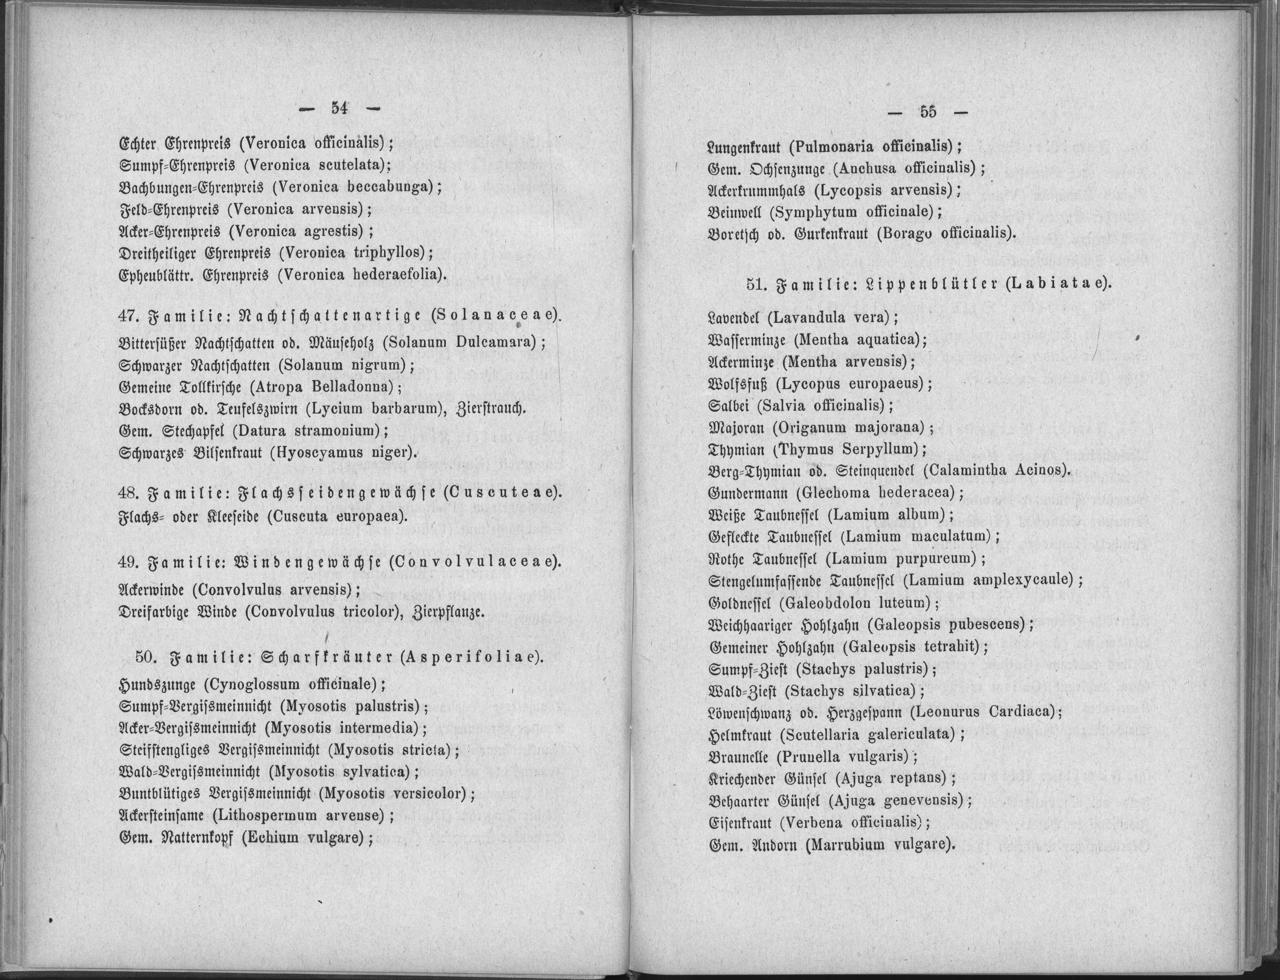 — 54 —
Echter Ehrenpreis (Veronica officinalis);
Sumpf-Ehrenpreis (Veronica scutelata);
Bachbungen-Ehrenpreis (Veronica beccabunga);
Feld-Ehrenpreis (Veronica arvensis);
Acker-Ehrenpreis (Veronica agrestis);
Dreitheiliger Ehrenpreis (Veronica triphyllos);
Epheublättr. Ehrenpreis (Veronica hederaefolia).
47. Familie: Nachtschattenartige (Solanaceae).
Bittersüßer Nachtschatten od. Mäuseholz (Solanum Dulcamara);
Schwarzer Nachtschatten (Solanum nigrum);
Gemeine Tollkirsche (Atropa Belladonna);
Bocksdorn od. Teufelszwirn (Lycium barbarum), Zierstrauch.
Gem. Stechapfel (Datura stramonium);
Schwarzes Bilsenkraut (Hyoscyamus niger).
48. Familie: Flachsseidengewächse (Cuscuteae).
Flachs- oder Kleeseide (Cuscuta europaea).
49. Familie: Windengewächse (Convolvulaceae).
Ackerwinde (Convolvulus arvensis);
Dreifarbige Winde (Convolvulus tricolor), Zierpflanze.
50. Familie: Scharfkräuter (Asperifoliae).
Hundszunge (Cynoglossum officinale);
Sumpf-Vergissmeinnicht (Myosotis palustris);
Acker-Vergissmeinnicht (Myosotis intermedia);
Steifstengliges Vergissmeinnicht (Myosotis stricta);
Wald-Vergissmeinnicht (Myosotis sylvatica);
Buntblütiges Vergissmeinnicht (Myosotis versicolor);
Ackersteinsame (Lithospermum arvense);
Gem. Natternkopf (Echium vulgare);
— 55 —
Lungenkraut (Pulmonaria officinalis);
Gem. Ochsenzunge (Anchusa officinalis);
Ackerkrummhals (Lycopsis arvensis);
Beinwell (Symphytum officinale);
Boretsch od. Gurkenkraut (Borago officinalis).
51. Familie: Lippenblütler (Labiatae).
Lavendel (Lavandula vera);
Wasserminze (Mentha aquatica);
Ackerminze (Mentha arvensis);
Wolfsfuß (Lycopus europaeus);
Salbei (Salvia officinalis);
Majoran (Origanum majorana);
Thymian (Thymus Serpyllum);
Berg-Thymian od. Steinquendel (Calamintha Acinos).
Gundermann (Glechoma hederacea);
Weiße Taubnessel (Lamium album);
Gefleckte Taubnessel (Lamium maculatum);
Rothe Taubnessel (Lamium purpureum);
Stengelumfassende Taubnessel (Lamium amplexycaule);
Goldnessel (Galeobdolon luteum);
Weichhaariger Hohlzahn (Galeopsis pubescens);
Gemeiner Hohlzahn (Galeopsis tetrahit);
Sumpf-Ziest (Stachys palustris);
Wald-Ziest (Stachys silvatica);
Löwenschwanz od. Herzgespann (Leonurus Cardiaca);
Helmkraut (Scutellaria galericulata);
Braunelle (Prunella vulgaris);
Kriechender Günsel (Ajuga reptans);
Behaarter Günsel (Ajuga genevensis);
Eisenkraut (Verbena officinalis);
Gem. Andorn (Marrubium vulgare).